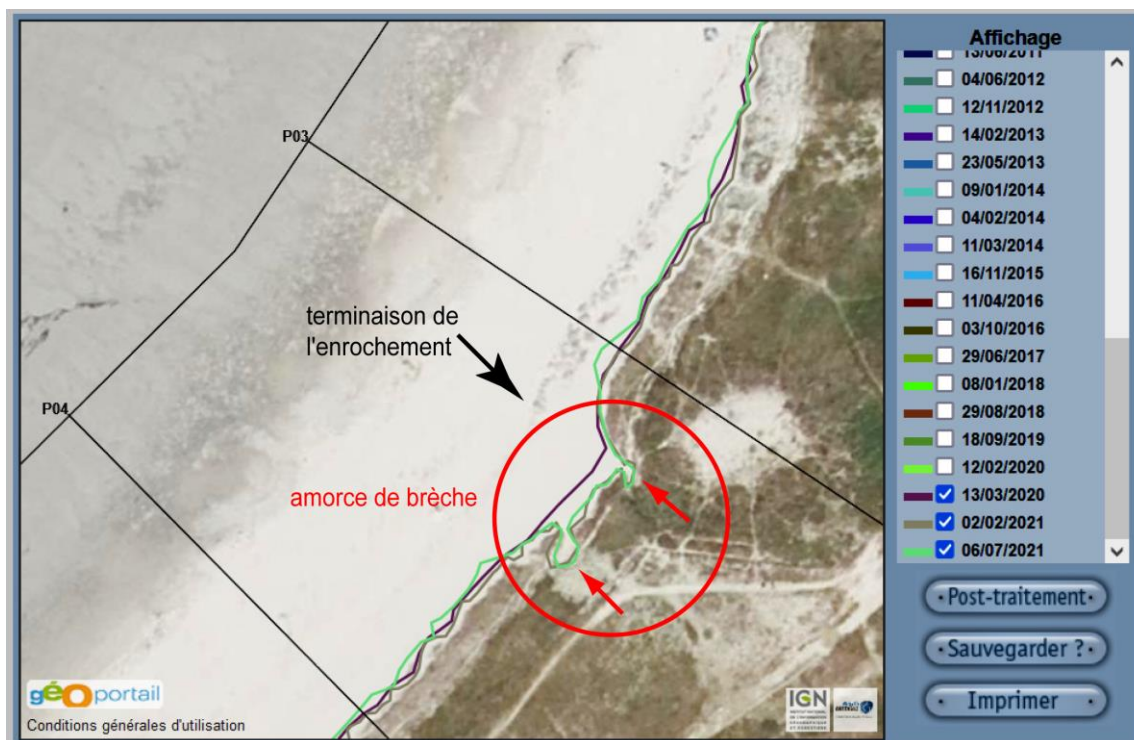 P03
terminaison de
l'enrochement
P04
amorce de brèche
géoportail
Conditions générales d'utilisation
IGN
Affichage
13/06/2011
04/06/2012
12/11/2012
14/02/2013
23/05/2013
09/01/2014
04/02/2014
11/03/2014
16/11/2015
11/04/2016
03/10/2016
29/06/2017
08/01/2018
29/08/2018
18/09/2019
12/02/2020
13/03/2020
02/02/2021
06/07/2021
Post-traitement
Sauvegarder ?
Imprimer